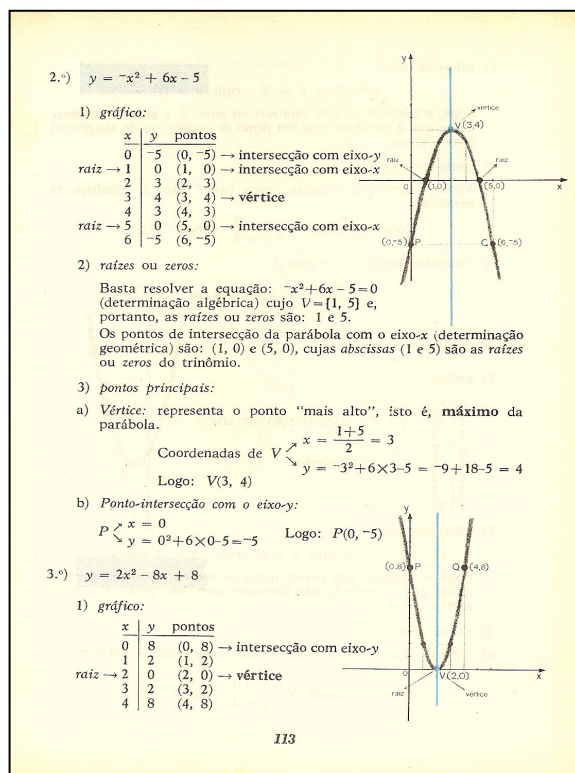 2.º) y = ⁻x² + 6x – 5
1) gráfico:
x y pontos
0 ⁻5 (0, ⁻5) → intersecção com eixo-y
raiz → 1 0 (1, 0) → intersecção com eixo-x
2 3 (2, 3)
3 4 (3, 4) → vértice
4 3 (4, 3)
raiz → 5 0 (5, 0) → intersecção com eixo-x
6 ⁻5 (6, ⁻5)
y
vértice
V(3,4)
raiz
raiz
0
(1,0)
(5,0)
x
(0,⁻5)
P
Q
(6,⁻5)
2) raízes ou zeros:
Basta resolver a equação: ⁻x²+6x – 5=0
(determinação algébrica) cujo V={1, 5} e,
portanto, as raízes ou zeros são: 1 e 5.
Os pontos de intersecção da parábola com o eixo-x (determinação
geométrica) são: (1, 0) e (5, 0), cujas abscissas (1 e 5) são as raízes
ou zeros do trinômio.
3) pontos principais:
a) Vértice: representa o ponto “mais alto”, isto é, máximo da
parábola.
Coordenadas de V ↗ x = (1+5)/2 = 3
↘ y = ⁻3²+6×3–5 = ⁻9+18-5 = 4
Logo: V(3, 4)
b) Ponto-intersecção com o eixo-y:
P ↗ x = 0
↘ y = 0²+6×0-5=⁻5 Logo: P(0, ⁻5)
3.º) y = 2x² – 8x + 8
1) gráfico:
x y pontos
0 8 (0, 8) → intersecção com eixo-y
1 2 (1, 2)
raiz → 2 0 (2, 0) → vértice
3 2 (3, 2)
4 8 (4, 8)
y
(0,8)
P
Q
(4,8)
x
V(2,0)
raiz
vértice
113